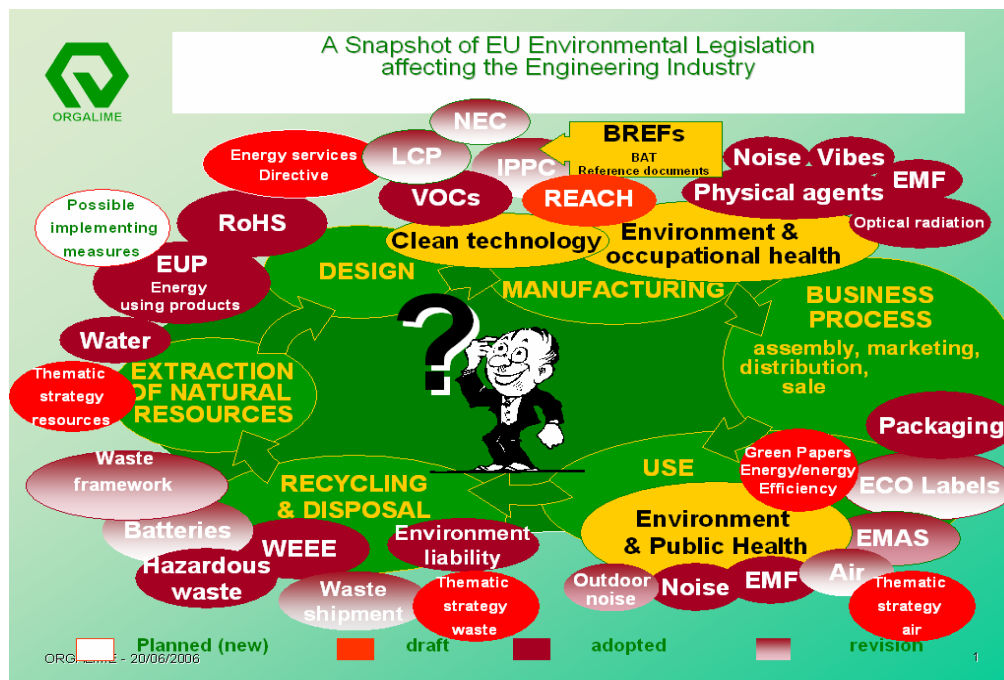 A Snapshot of EU Environmental Legislation
affecting the Engineering Industry
ORGALIME
NEC
LCP
IPPC
BREFs
BAT
Reference documents
Energy services
Directive
VOCs
REACH
Noise
Vibes
EMF
Physical agents
Optical radiation
Possible
implementing
measures
RoHS
Clean technology
Environment &
occupational health
EUP
Energy
using products
DESIGN
MANUFACTURING
BUSINESS
PROCESS
assembly, marketing,
distribution,
sale
Water
Thematic
strategy
resources
EXTRACTION
OF NATURAL
RESOURCES
?
Packaging
Green Papers
Energy/energy
Efficiency
ECO Labels
USE
Waste
framework
RECYCLING
& DISPOSAL
Environment
& Public Health
EMAS
Batteries
WEEE
Environment
liability
Hazardous
waste
Waste
shipment
Thematic
strategy
waste
Outdoor
noise
Noise
EMF
Air
Thematic
strategy
air
Planned (new)
draft
adopted
revision
ORGALIME - 20/06/2006
1